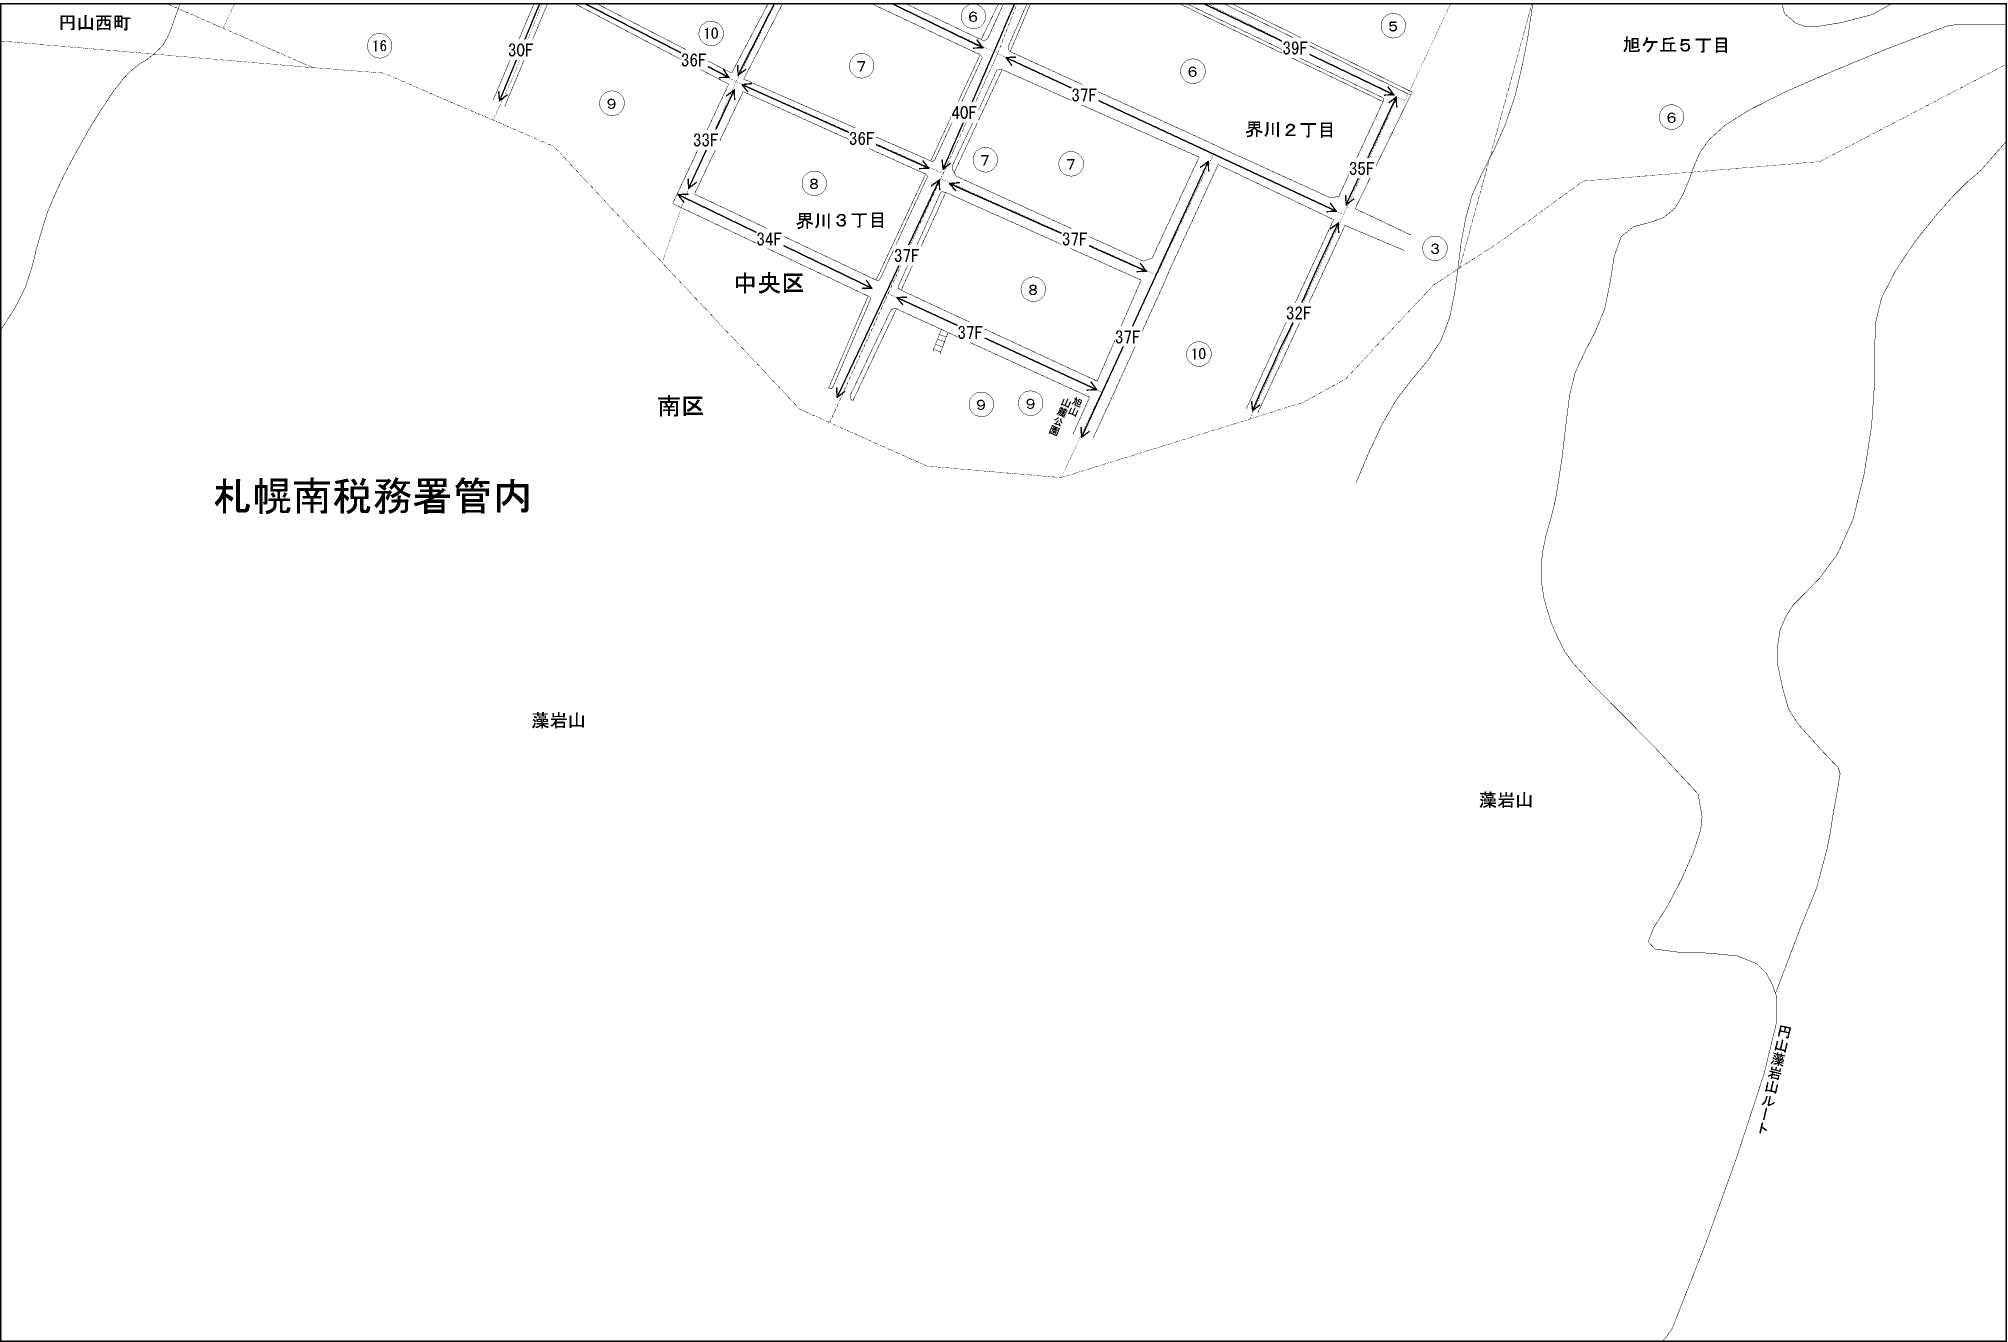 円山西町
16
30F
36F
10
9
33F
7
6
40F
36F
8
界川３丁目
34F
中央区
37F
7
7
37F
6
39F
5
界川２丁目
35F
37F
8
37F
9
9
旭山
山麓公園
37F
10
32F
3
旭ケ丘５丁目
6
南区
札幌南税務署管内
藻岩山
藻岩山
円山藻岩山ルート